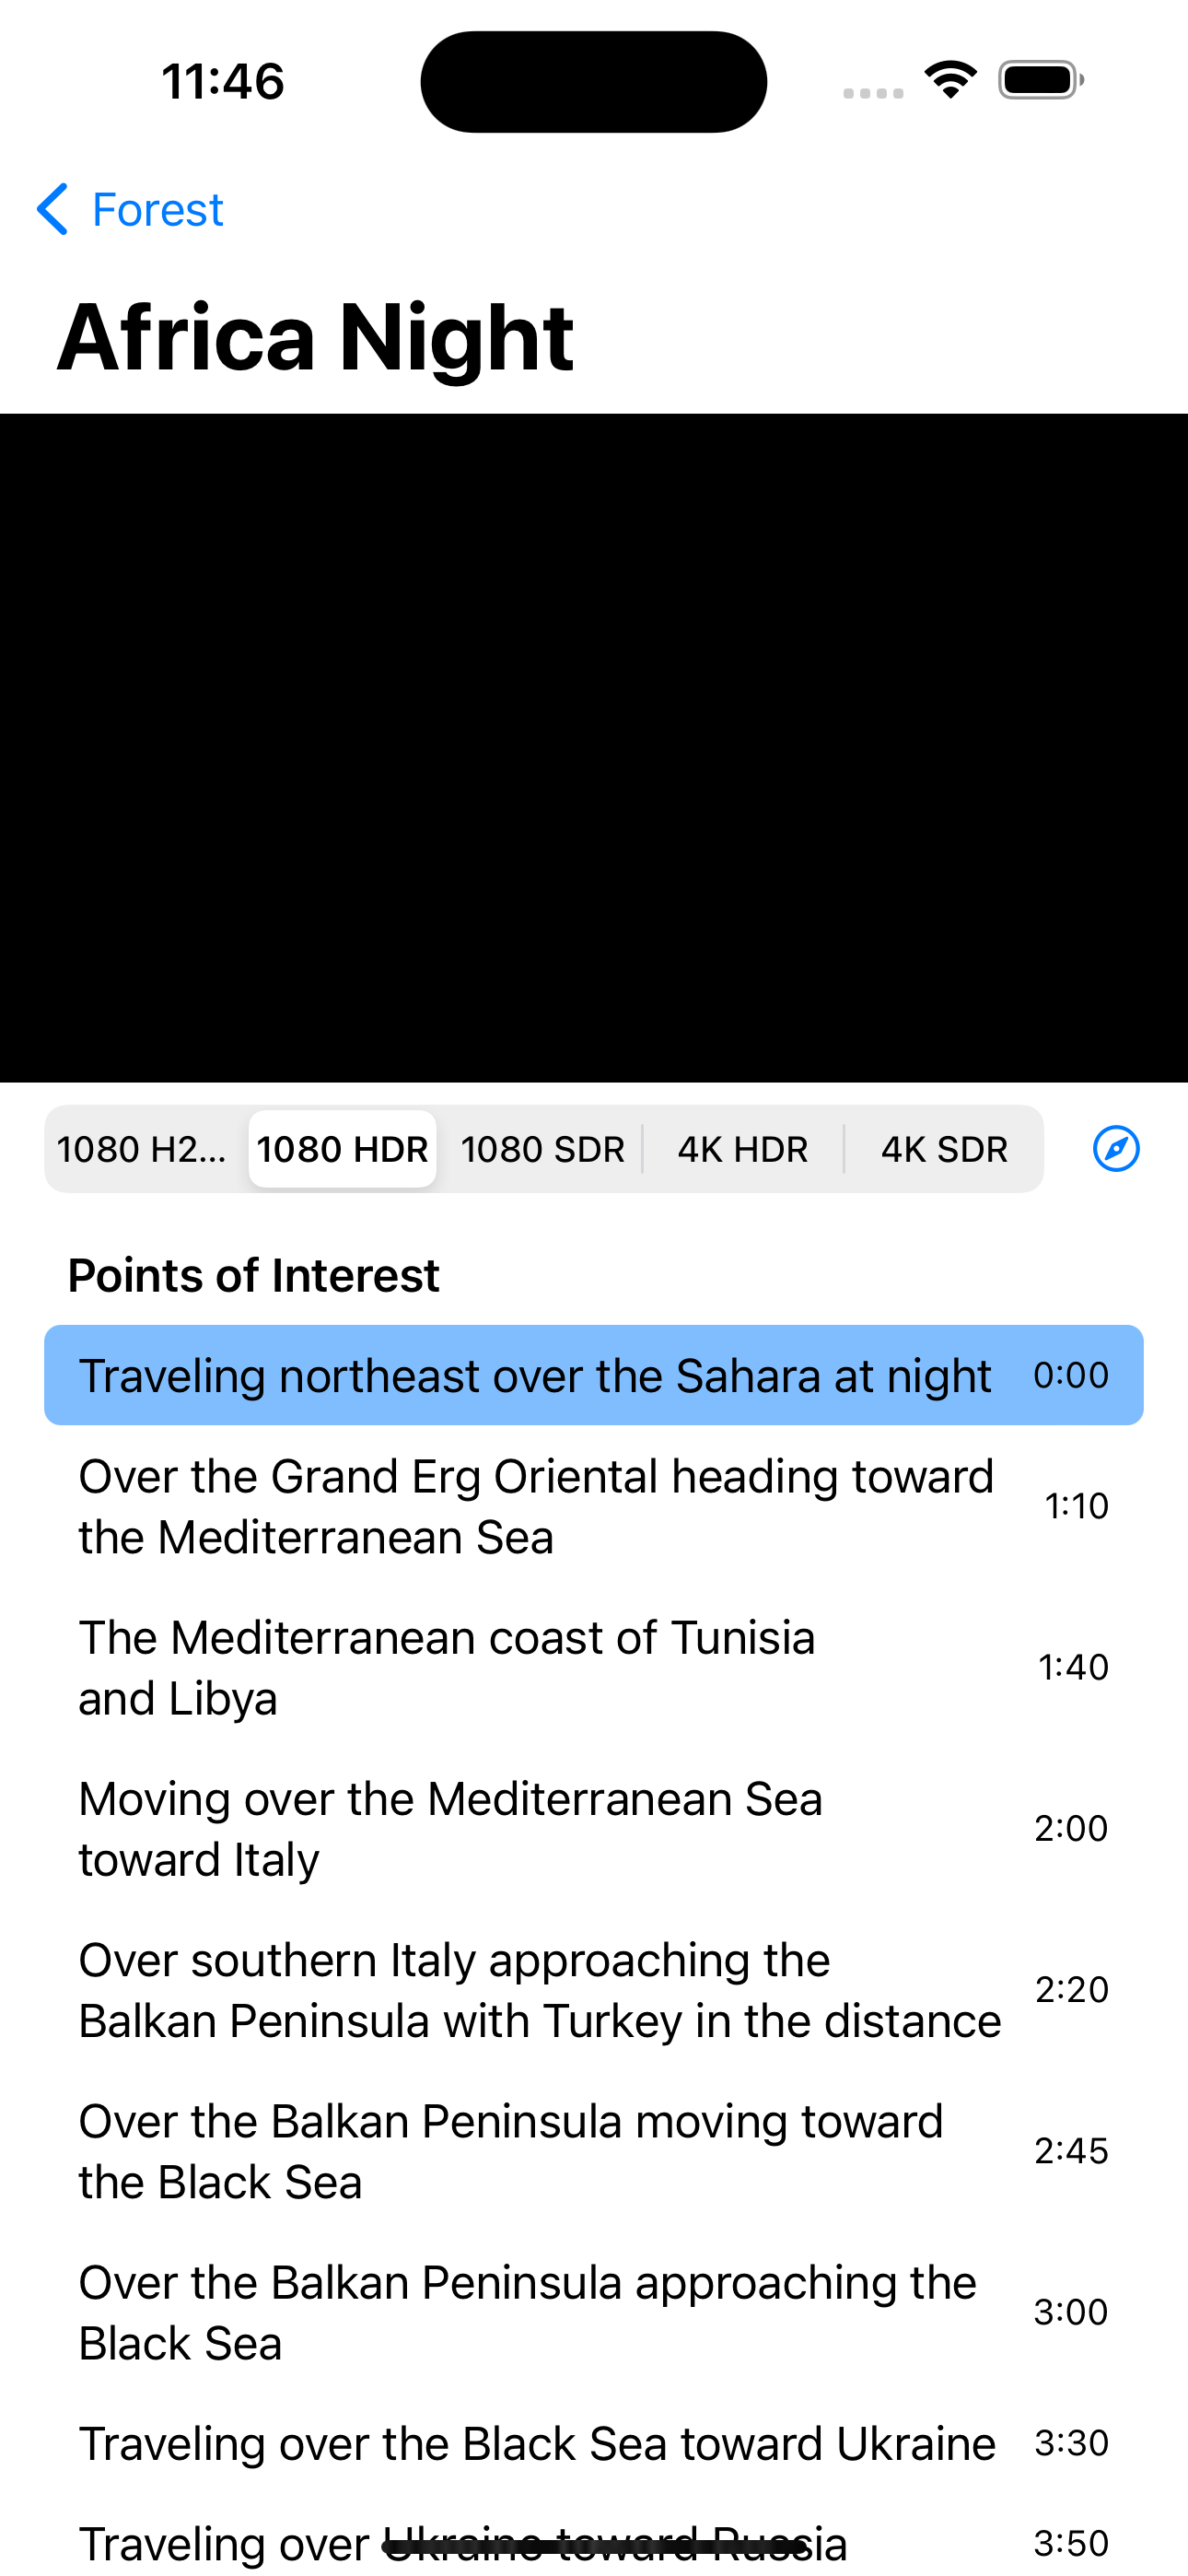 11:46
Forest
Africa Night
1080 H2...
1080 HDR
1080 SDR
4K HDR
4K SDR
Points of Interest
Traveling northeast over the Sahara at night 0:00
Over the Grand Erg Oriental heading toward
the Mediterranean Sea
1:10
The Mediterranean coast of Tunisia
and Libya
1:40
Moving over the Mediterranean Sea
toward Italy
2:00
Over southern Italy approaching the
Balkan Peninsula with Turkey in the distance
2:20
Over the Balkan Peninsula moving toward
the Black Sea
2:45
Over the Balkan Peninsula approaching the
Black Sea
3:00
Traveling over the Black Sea toward Ukraine 3:30
Traveling over Ukraine toward Russia 3:50